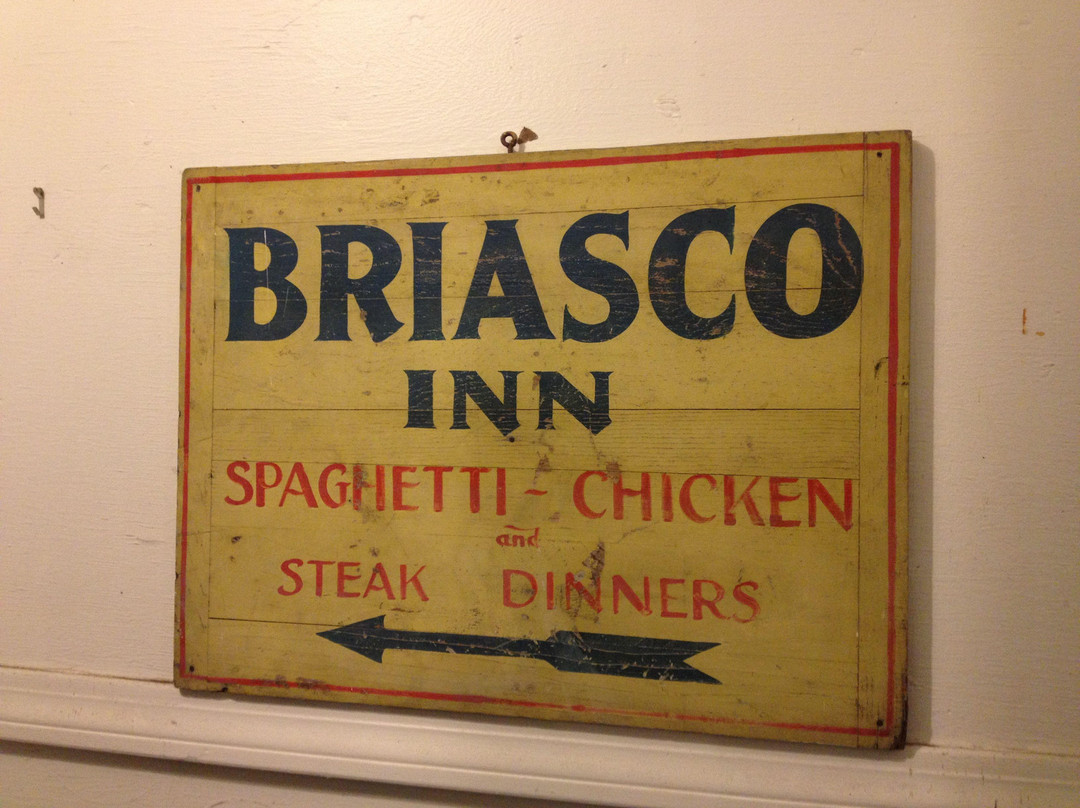 BRIASCO
INN
SPAGHETTI - CHICKEN
and
STEAK DINNERS